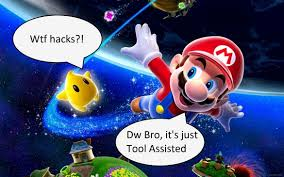 Wtf hacks?!
Dw Bro, it's just
Tool Assisted